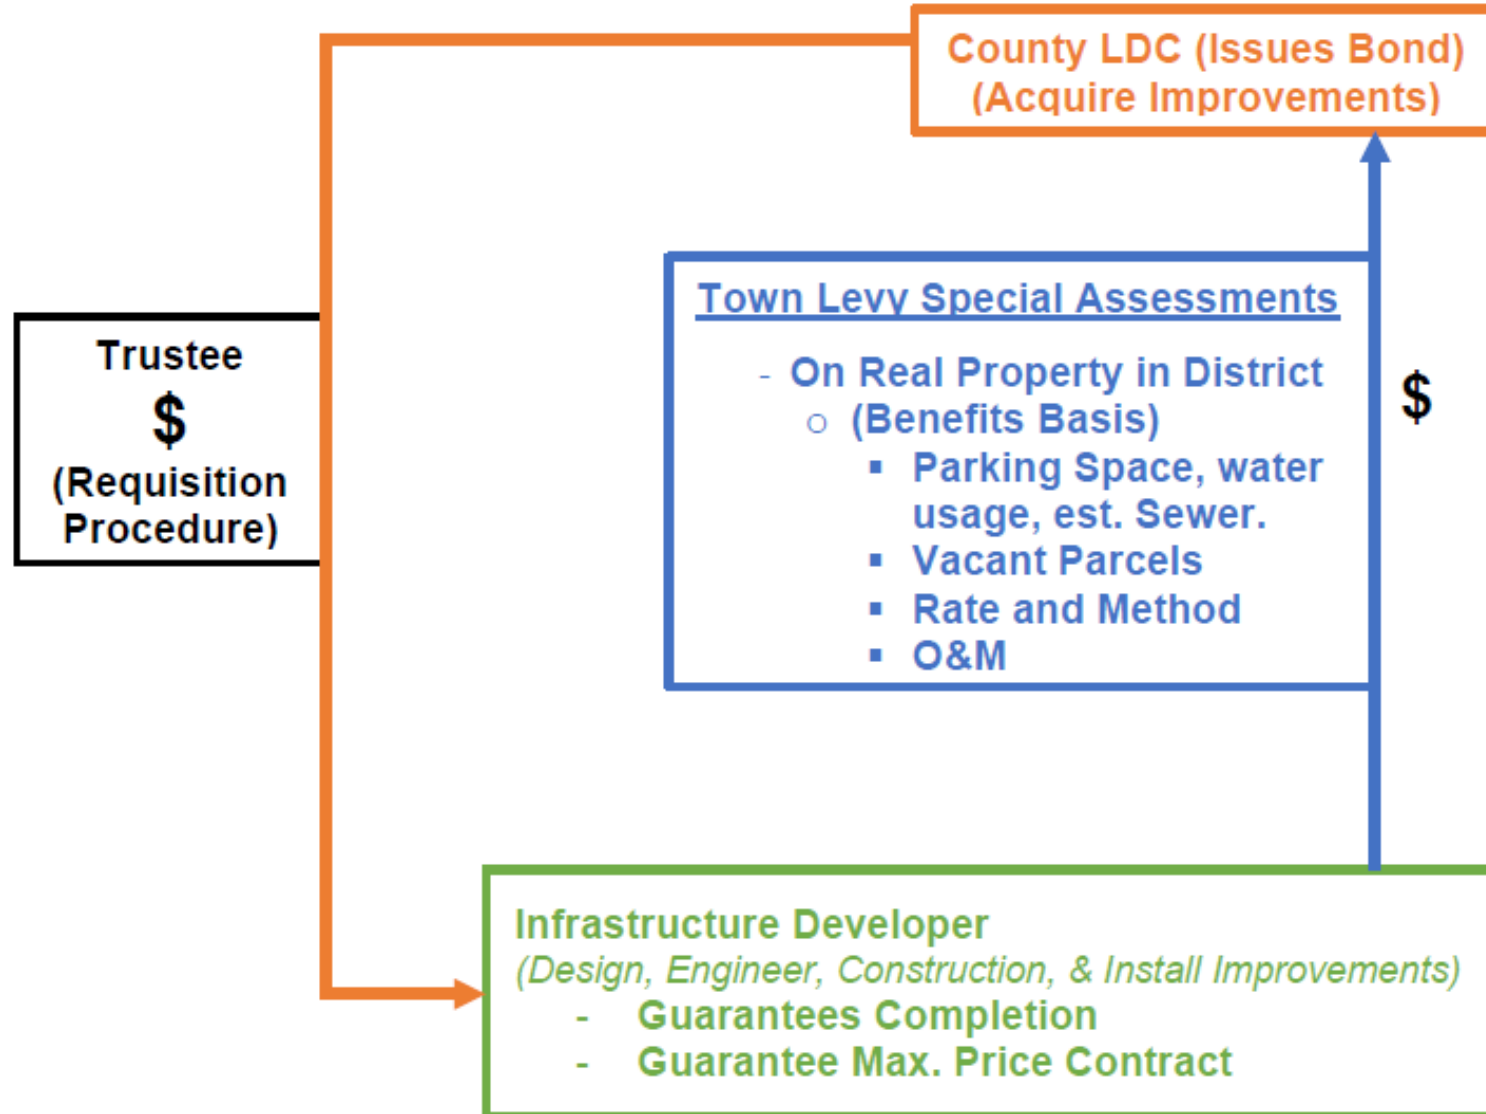 County LDC (Issues Bond)
(Acquire Improvements)
Trustee
$
(Requisition
Procedure)
Town Levy Special Assessments
- On Real Property in District
o (Benefits Basis)
▪ Parking Space, water
usage, est. Sewer.
▪ Vacant Parcels
▪ Rate and Method
▪ O&M
$
Infrastructure Developer
(Design, Engineer, Construction, & Install Improvements)
- Guarantees Completion
- Guarantee Max. Price Contract